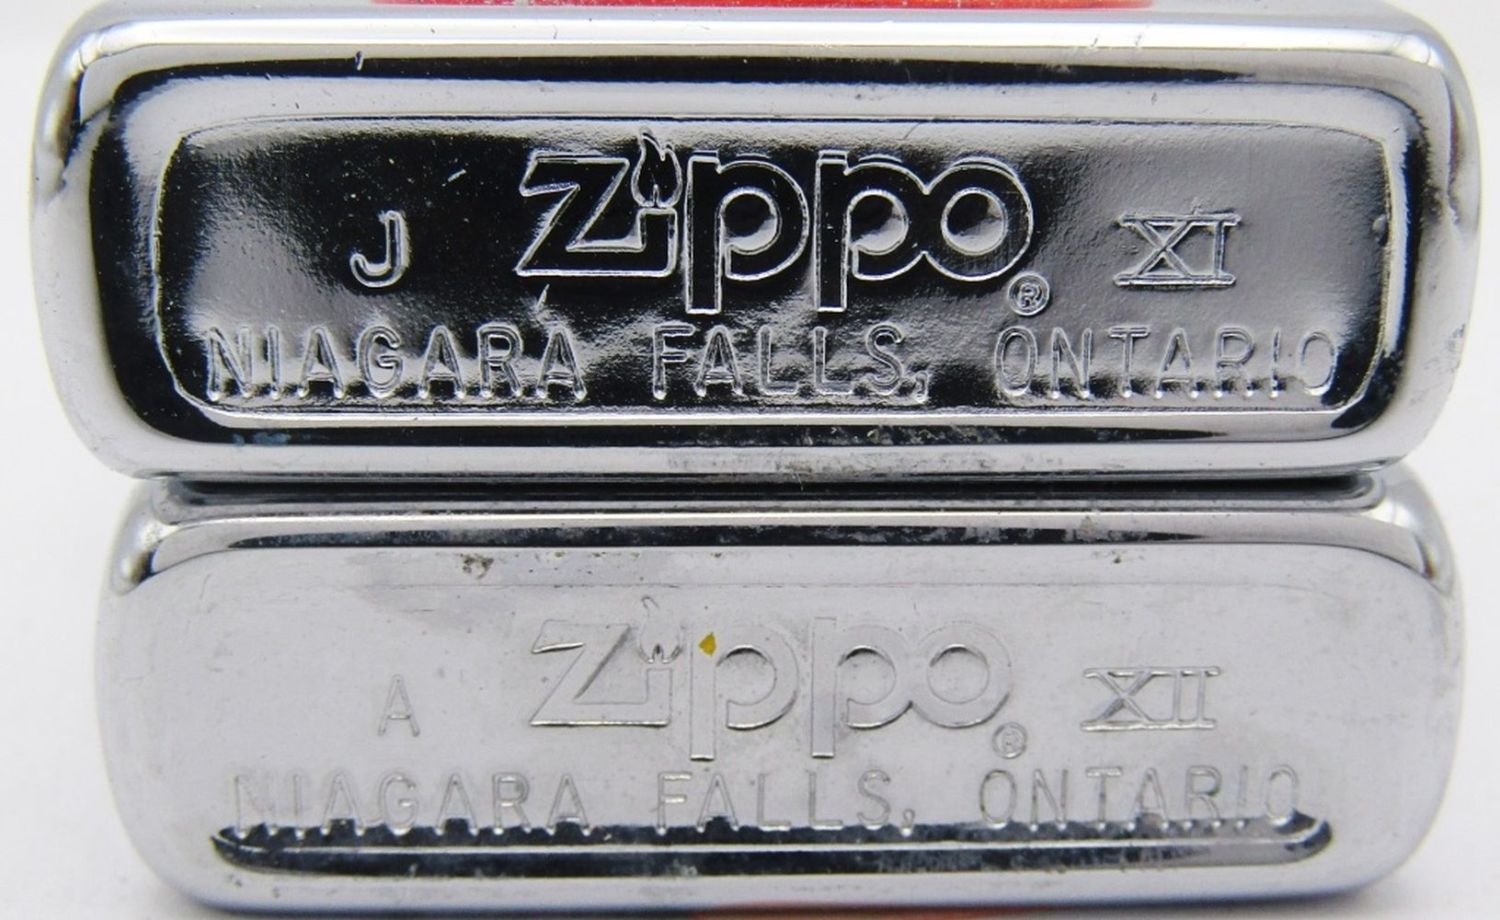 J Zippo® XI
NIAGARA FALLS, ONTARIO
A Zippo® XII
NIAGARA FALLS, ONTARIO